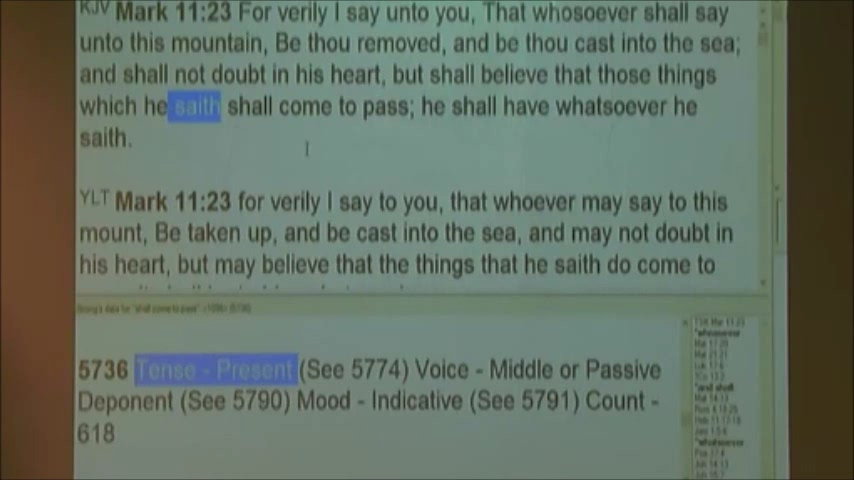 KJV Mark 11:23 For verily I say unto you, That whosoever shall say
unto this mountain, Be thou removed, and be thou cast into the sea;
and shall not doubt in his heart, but shall believe that those things
which he saith shall come to pass; he shall have whatsoever he
saith.
YLT Mark 11:23 for verily I say to you, that whoever may say to this
mount, Be taken up, and be cast into the sea, and may not doubt in
his heart, but may believe that the things that he saith do come to
5736 Tense - Present (See 5774) Voice - Middle or Passive
Deponent (See 5790) Mood - Indicative (See 5791) Count -
618